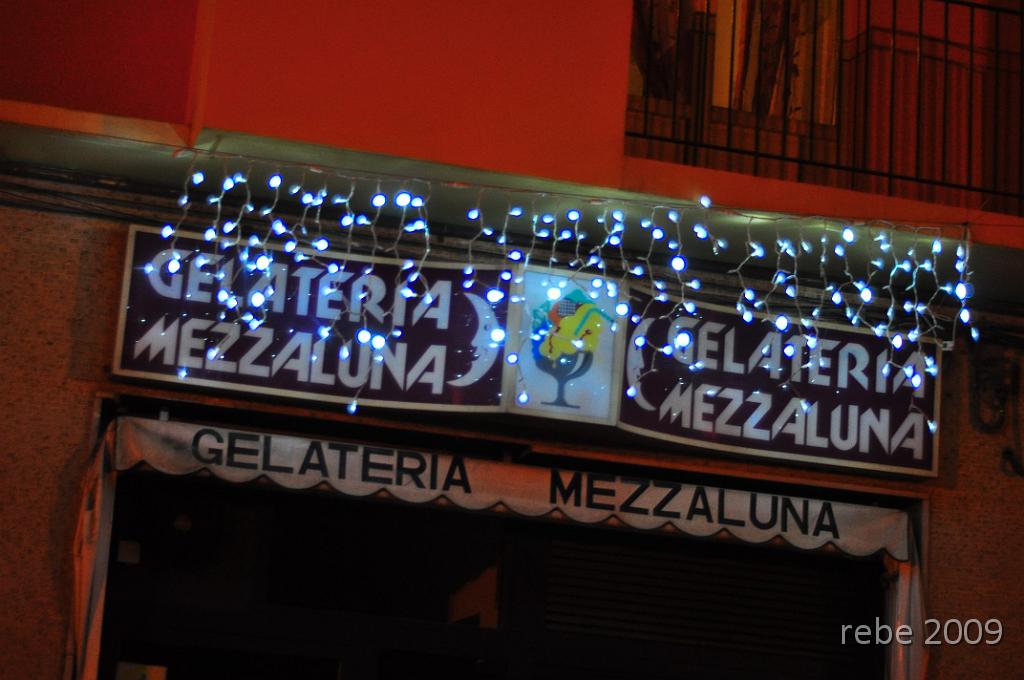 GELATERIA
MEZZALUNA
GELATERIA
MEZZALUNA
GELATERIA MEZZALUNA
rebe 2009